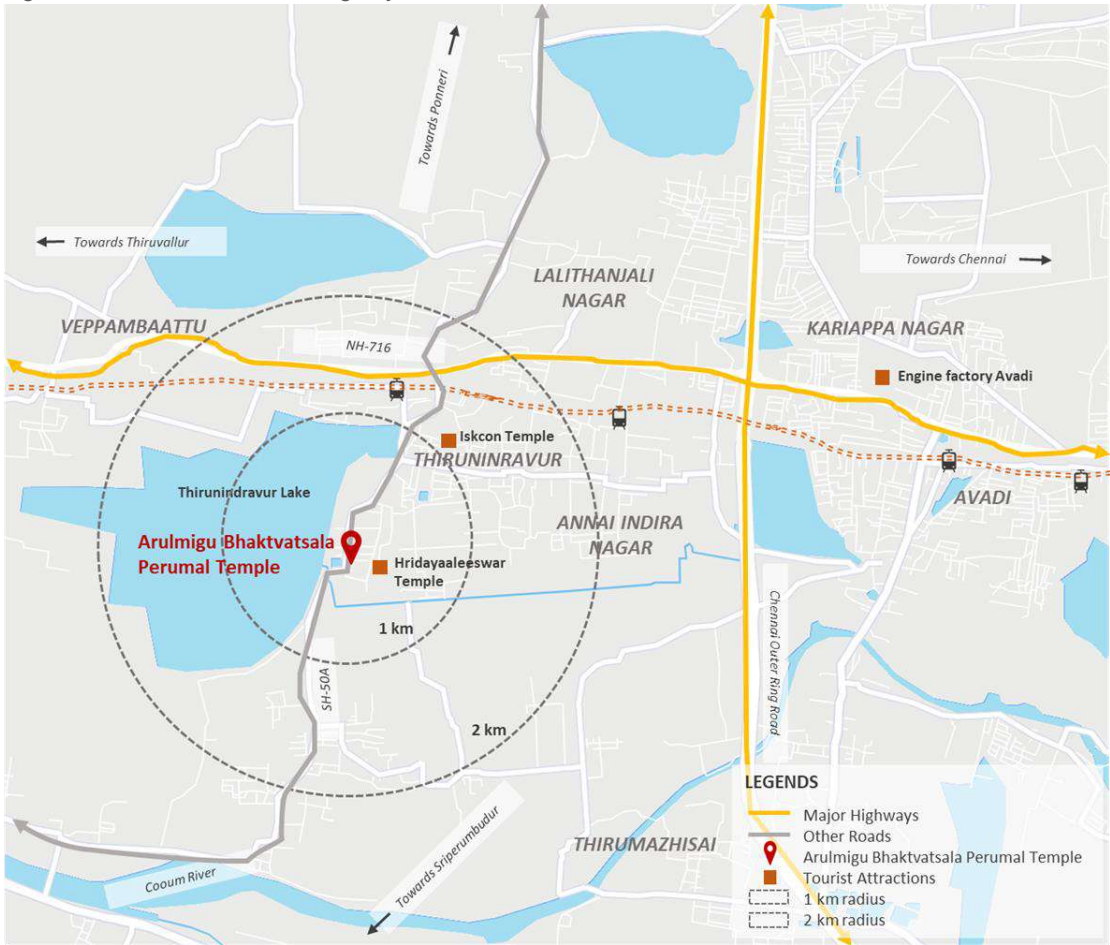 Towards Ponneri
Towards Thiruvallur
Towards Chennai
LALITHANJALI
NAGAR
VEPPAMBAATTU
KARIAPPA NAGAR
NH-716
Engine factory Avadi
Iskcon Temple
THIRUNINRAVUR
Thirunindravur Lake
AVADI
ANNAI INDIRA
NAGAR
Arulmigu Bhaktvatsala
Perumal Temple
Hridayaaleeswar
Temple
1 km
SH-50A
2 km
Chennai Outer Ring Road
THIRUMAZHISAI
Cooum River
Towards Sriperumbudur
LEGENDS
Major Highways
Other Roads
Arulmigu Bhaktvatsala Perumal Temple
Tourist Attractions
1 km radius
2 km radius